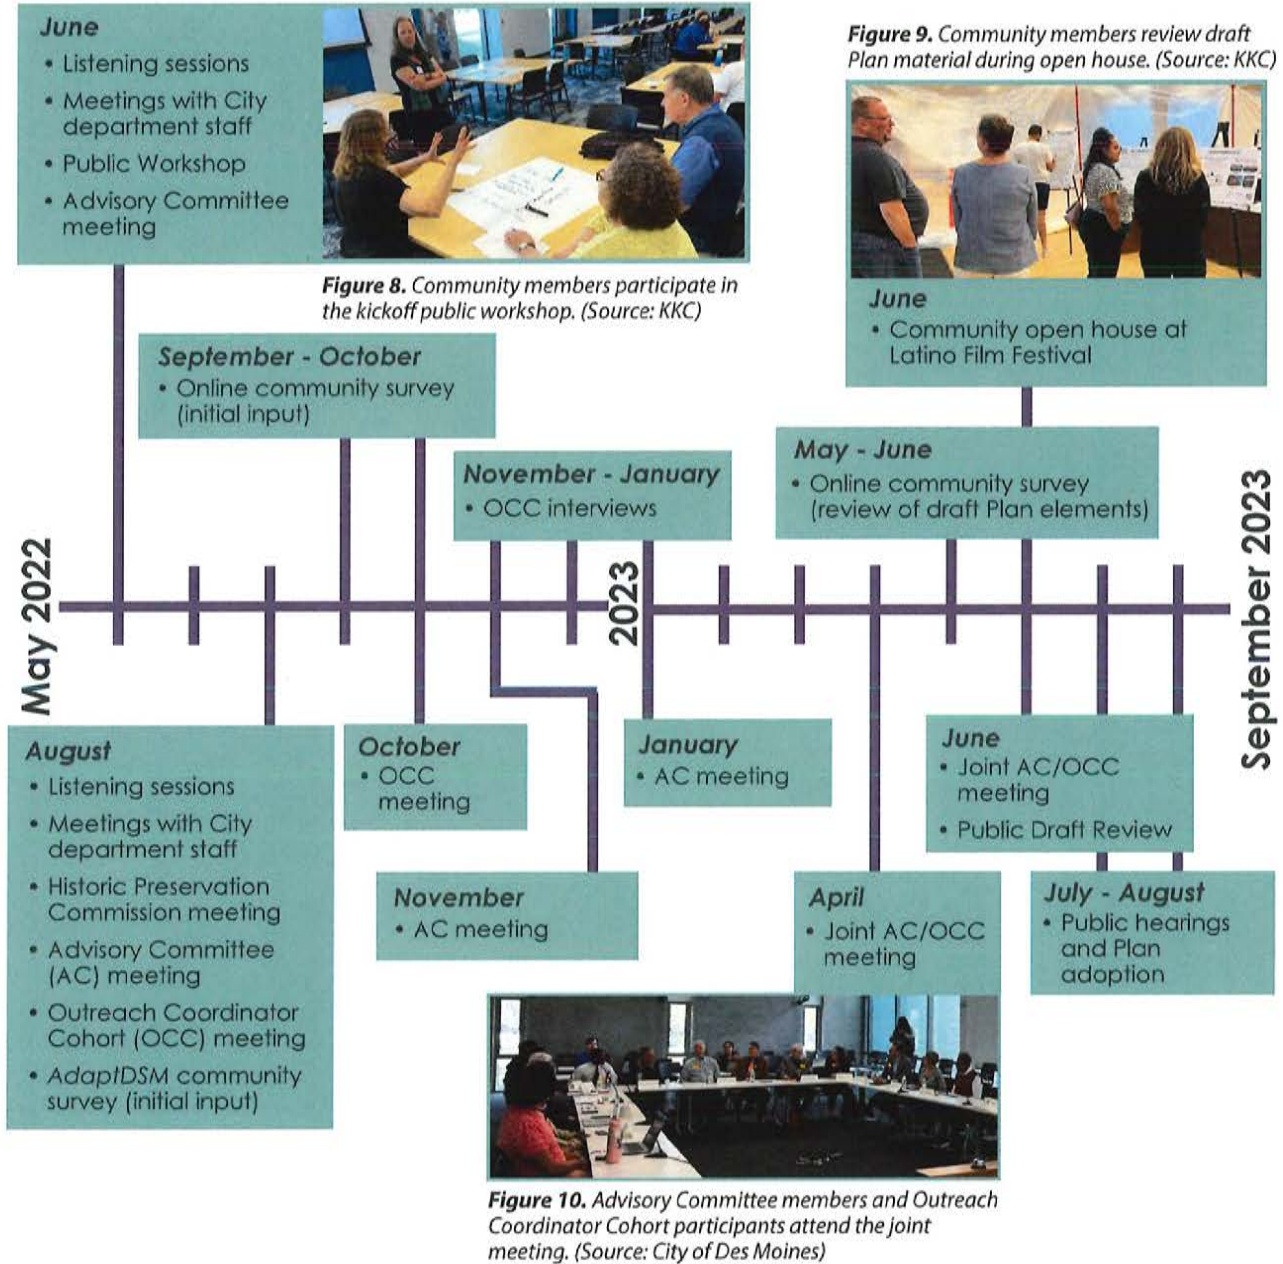 June
• Listening sessions
• Meetings with City
department staff
• Public Workshop
• Advisory Committee
meeting
Figure 8. Community members participate in
the kickoff public workshop. (Source: KKC)
Figure 9. Community members review draft
Plan material during open house. (Source: KKC)
June
• Community open house at
Latino Film Festival
September - October
• Online community survey
(initial input)
November - January
• OCC interviews
May - June
• Online community survey
(review of draft Plan elements)
May 2022
2023
September 2023
August
• Listening sessions
• Meetings with City
department staff
• Historic Preservation
Commission meeting
• Advisory Committee
(AC) meeting
• Outreach Coordinator
Cohort (OCC) meeting
• AdaptDSM community
survey (initial input)
October
• OCC
meeting
November
• AC meeting
January
• AC meeting
April
• Joint AC/OCC
meeting
June
• Joint AC/OCC
meeting
• Public Draft Review
July - August
• Public hearings
and Plan
adoption
Figure 10. Advisory Committee members and Outreach
Coordinator Cohort participants attend the joint
meeting. (Source: City of Des Moines)